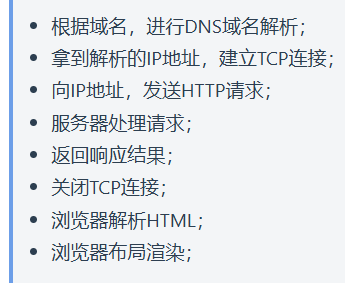 根据域名，进行DNS域名解析；
拿到解析的IP地址，建立TCP连接；
向IP地址，发送HTTP请求；
服务器处理请求；
返回响应结果；
关闭TCP连接；
浏览器解析HTML；
浏览器布局渲染；